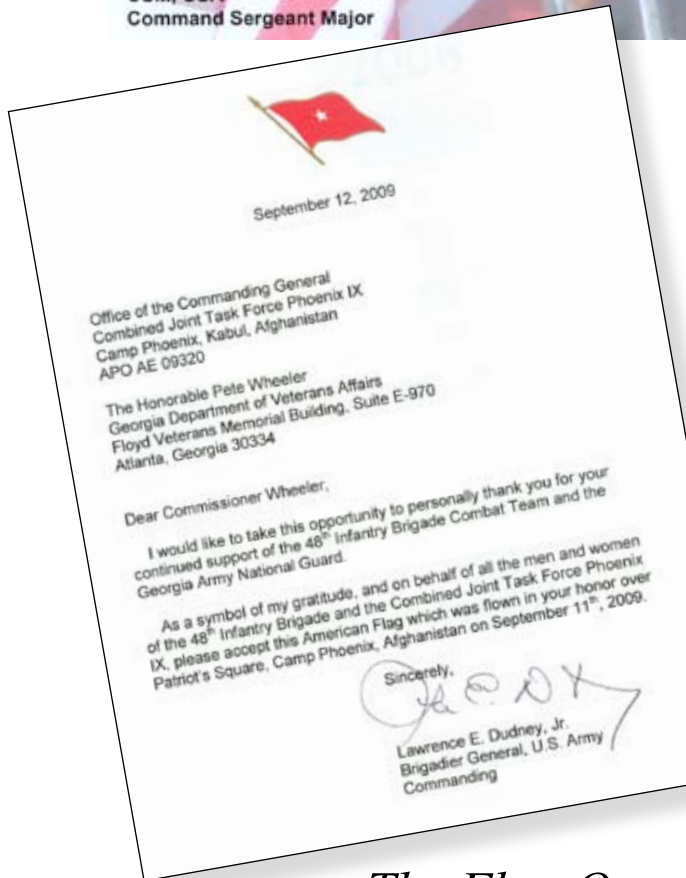 Command Sergeant Major
September 12, 2009
Office of the Commanding General
Combined Joint Task Force Phoenix IX
Camp Phoenix, Kabul, Afghanistan
APO AE 09320
The Honorable Pete Wheeler
Georgia Department of Veterans Affairs
Floyd Veterans Memorial Building, Suite E-970
Atlanta, Georgia 30334
Dear Commissioner Wheeler,
I would like to take this opportunity to personally thank you for your
continued support of the 48th Infantry Brigade Combat Team and the
Georgia Army National Guard.
As a symbol of my gratitude, and on behalf of all the men and women
of the 48th Infantry Brigade and the Combined Joint Task Force Phoenix
IX, please accept this American Flag which was flown in your honor over
Patriot's Square, Camp Phoenix, Afghanistan on September 11th, 2009.
Sincerely,
Lawrence E. Dudney, Jr.
Brigadier General, U.S. Army
Commanding